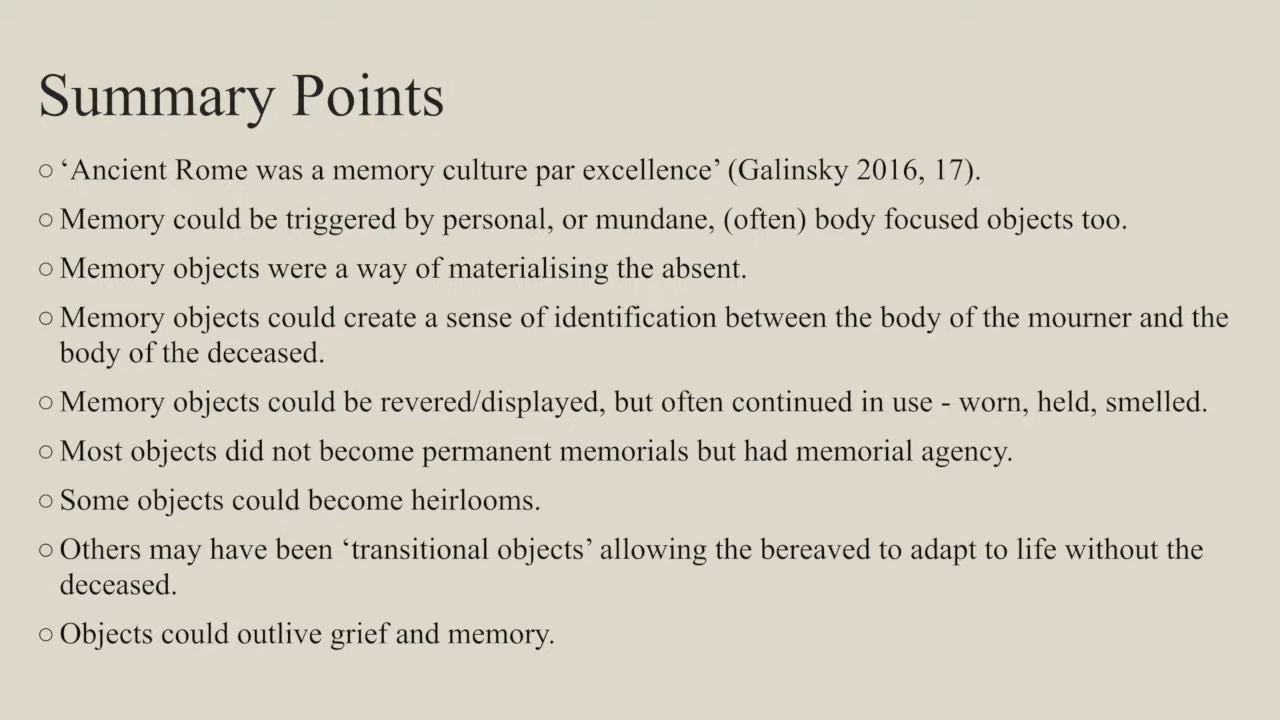 Summary Points
○ ‘Ancient Rome was a memory culture par excellence’ (Galinsky 2016, 17).
○ Memory could be triggered by personal, or mundane, (often) body focused objects too.
○ Memory objects were a way of materialising the absent.
○ Memory objects could create a sense of identification between the body of the mourner and the
body of the deceased.
○ Memory objects could be revered/displayed, but often continued in use - worn, held, smelled.
○ Most objects did not become permanent memorials but had memorial agency.
○ Some objects could become heirlooms.
○ Others may have been ‘transitional objects’ allowing the bereaved to adapt to life without the
deceased.
○ Objects could outlive grief and memory.